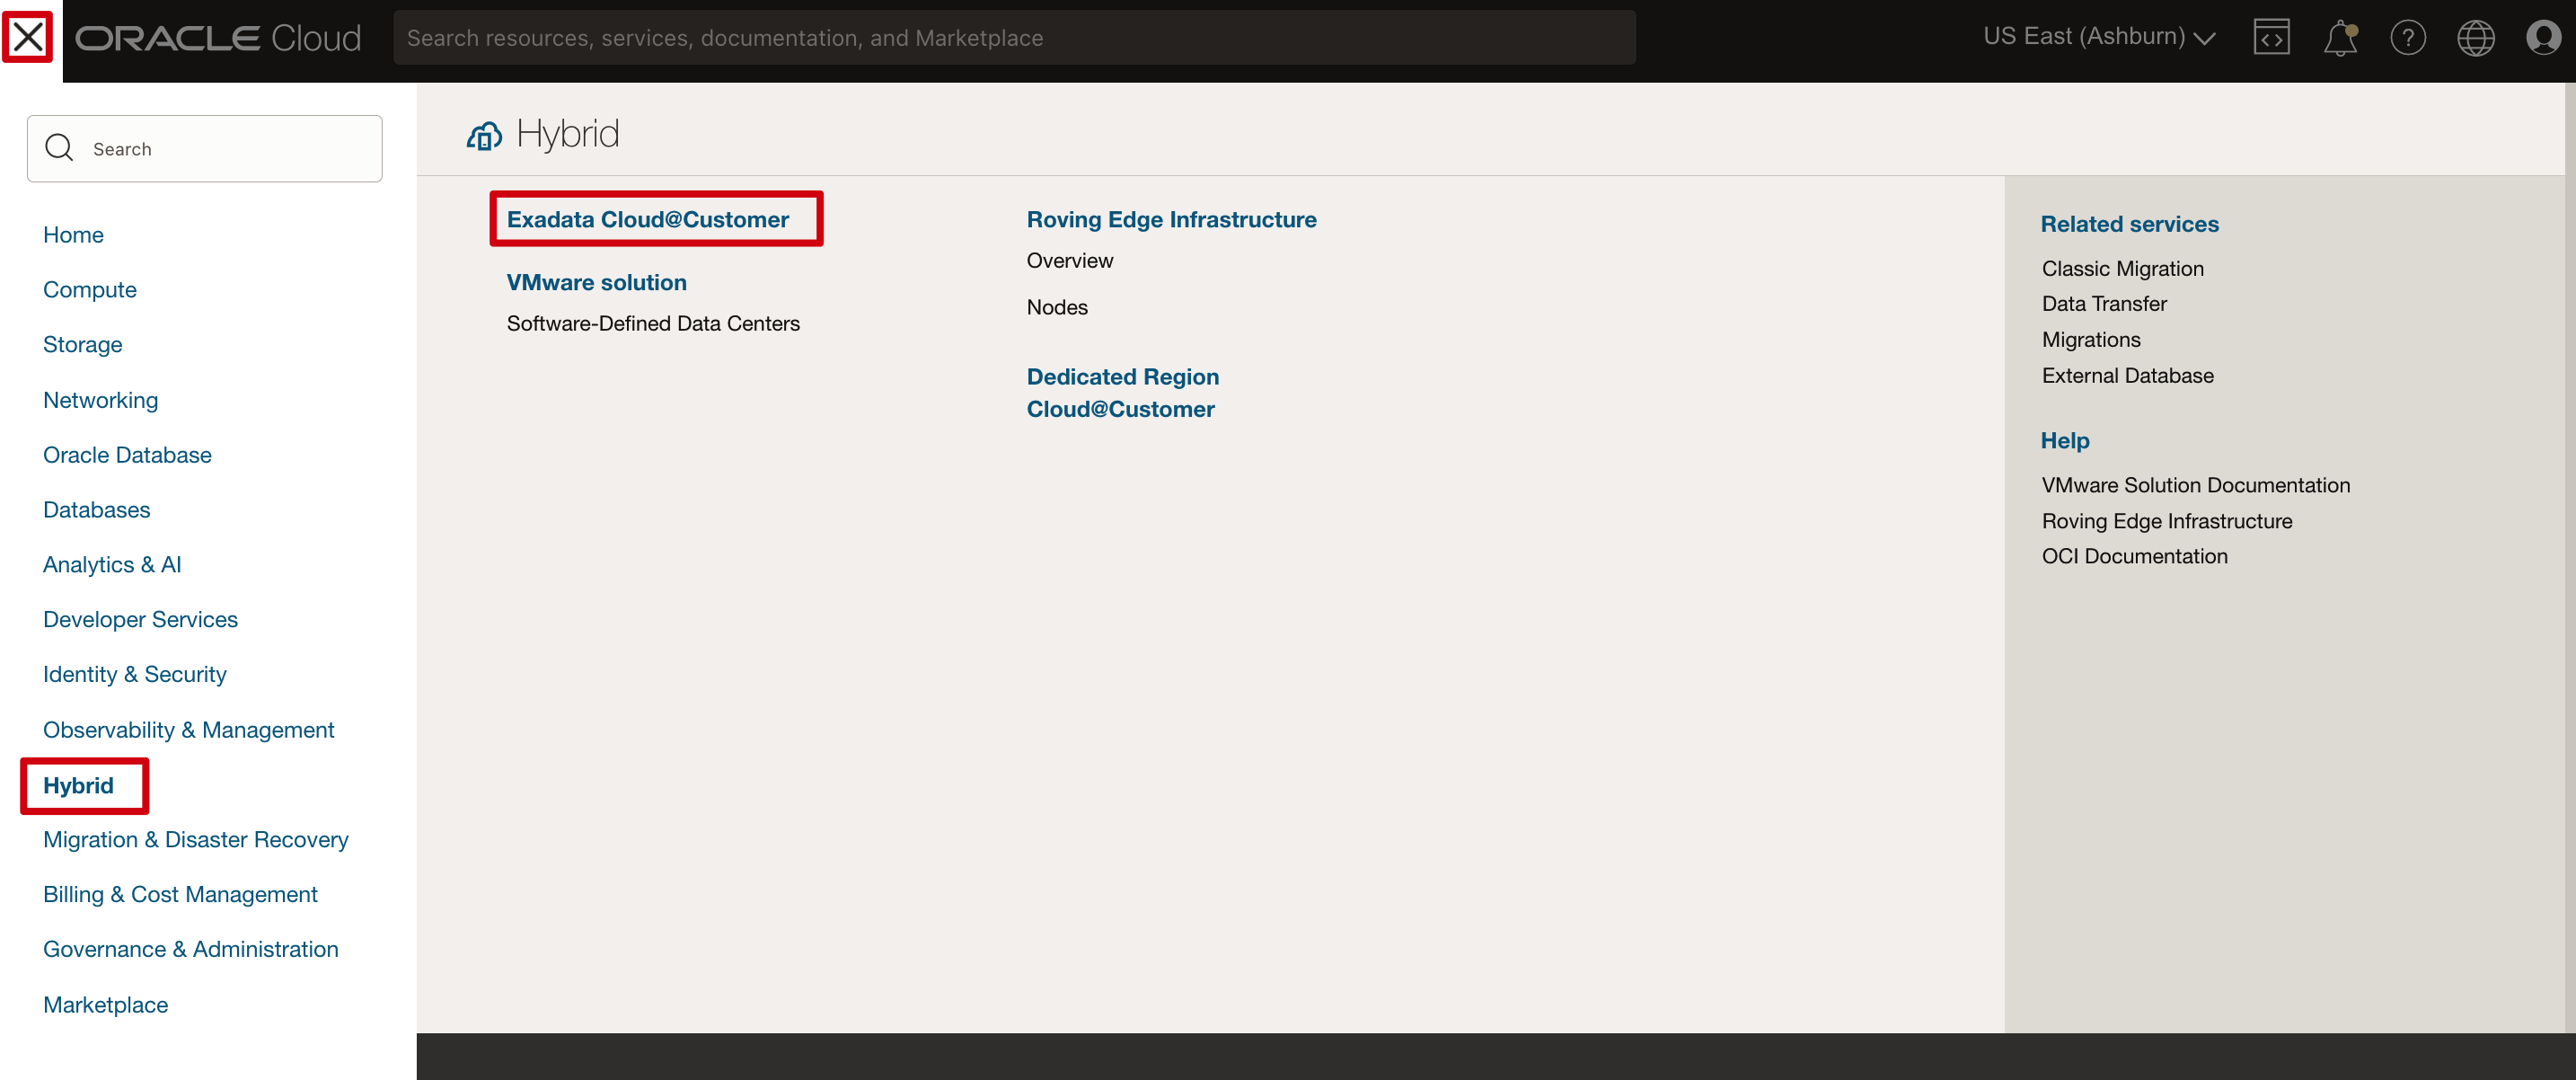 ORACLE Cloud
Search resources, services, documentation, and Marketplace
US East (Ashburn)
Search
Home
Compute
Storage
Networking
Oracle Database
Databases
Analytics & AI
Developer Services
Identity & Security
Observability & Management
Hybrid
Migration & Disaster Recovery
Billing & Cost Management
Governance & Administration
Marketplace
Hybrid
Exadata Cloud@Customer
VMware solution
Software-Defined Data Centers
Roving Edge Infrastructure
Overview
Nodes
Dedicated Region
Cloud@Customer
Related services
Classic Migration
Data Transfer
Migrations
External Database
Help
VMware Solution Documentation
Roving Edge Infrastructure
OCI Documentation